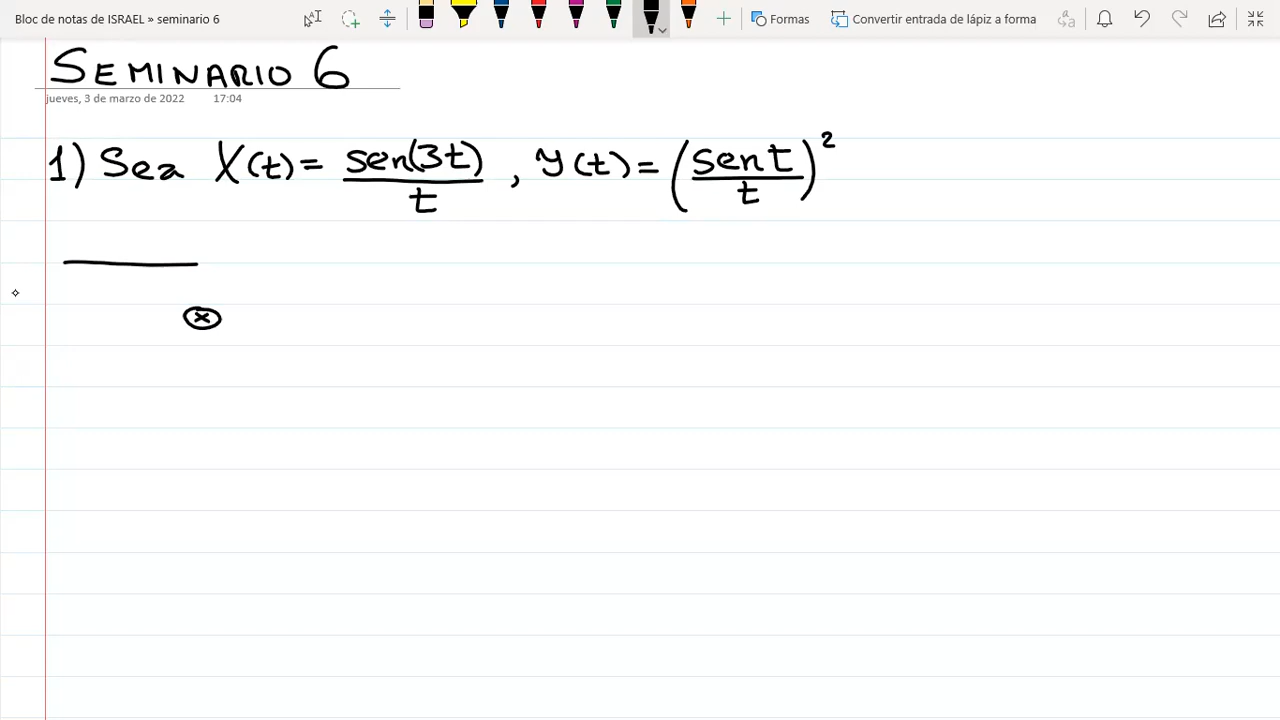 Bloc de notas de ISRAEL » seminario 6
Formas
Convertir entrada de lápiz a forma
SEMINARIO 6
jueves, 3 de marzo de 2022 17:04
1) Sea X(t) = sen(3t)/t , y(t) = (sen t/t)²